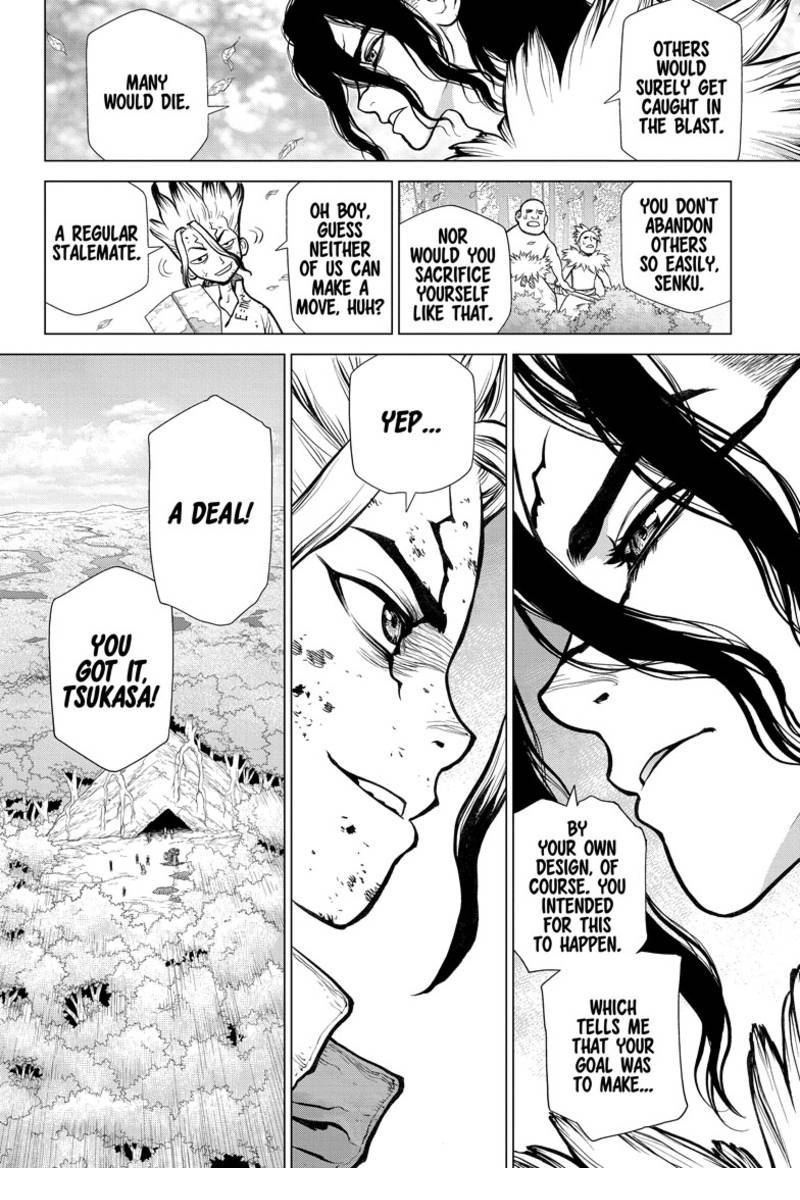 OTHERS
WOULD
SURELY GET
CAUGHT IN
THE BLAST.
MANY
WOULD DIE.
YOU DON'T
ABANDON
OTHERS
SO EASILY,
SENKU.
NOR
WOULD YOU
SACRIFICE
YOURSELF
LIKE THAT.
OH BOY,
GUESS
NEITHER
OF US CAN
MAKE A
MOVE, HUH?
A REGULAR
STALEMATE.
E=mc²
BY
YOUR OWN
DESIGN, OF
COURSE. YOU
INTENDED
FOR THIS
TO HAPPEN.
WHICH
TELLS ME
THAT YOUR
GOAL WAS
TO MAKE...
YEP...
A DEAL!
YOU
GOT IT,
TSUKASA!